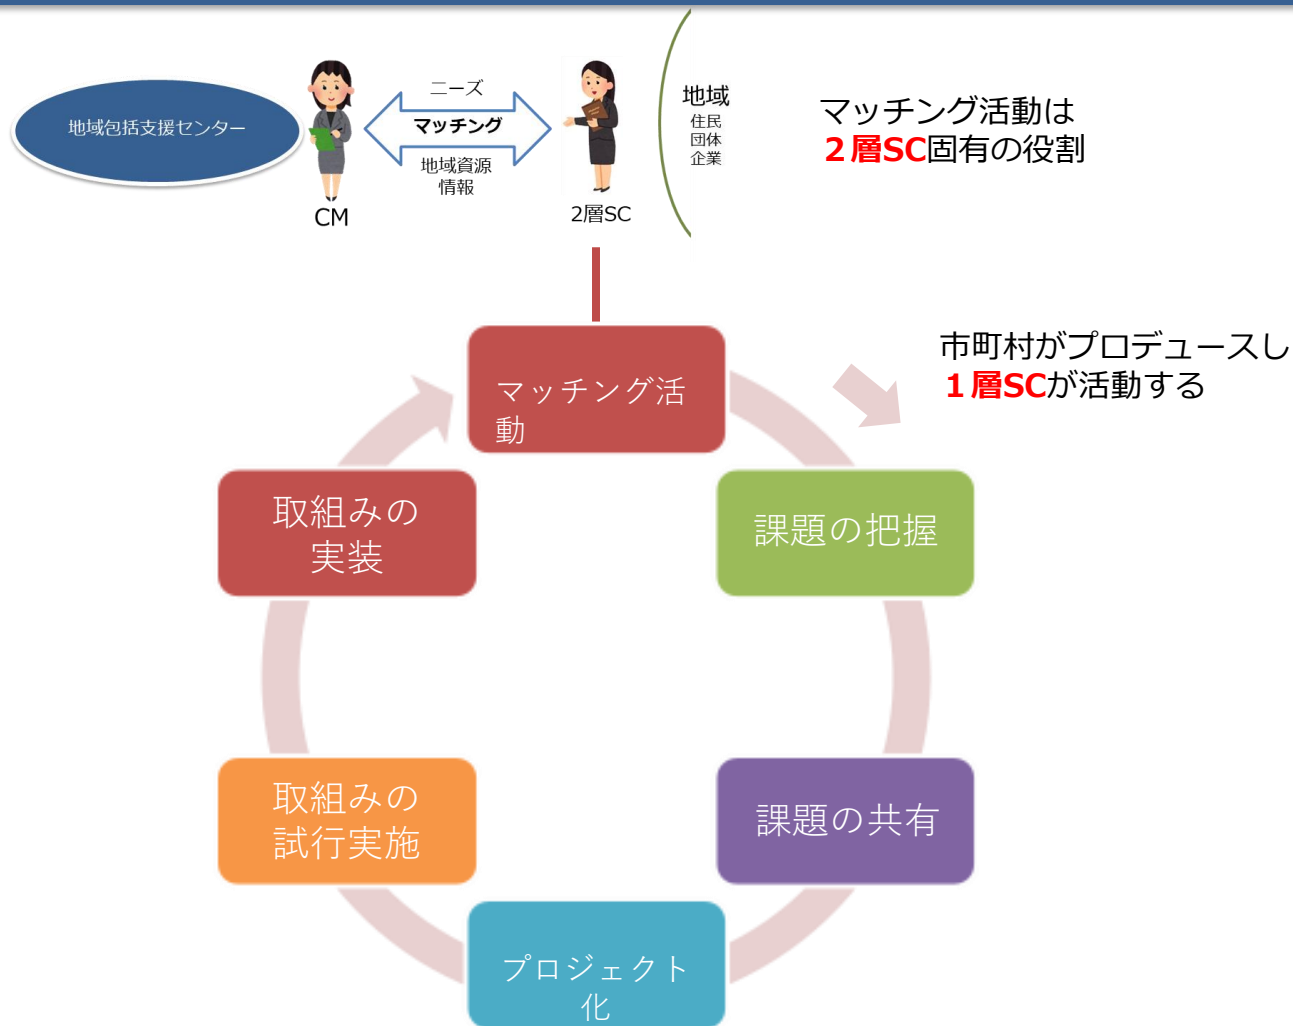 地域包括支援センター
CM
ニーズ
マッチング
地域資源
情報
2層SC
地域
住民
団体
企業
マッチング活動は
２層SC固有の役割
市町村がプロデュースし
１層SCが活動する
マッチング活
動
課題の把握
課題の共有
プロジェクト
化
取組みの
試行実施
取組みの
実装